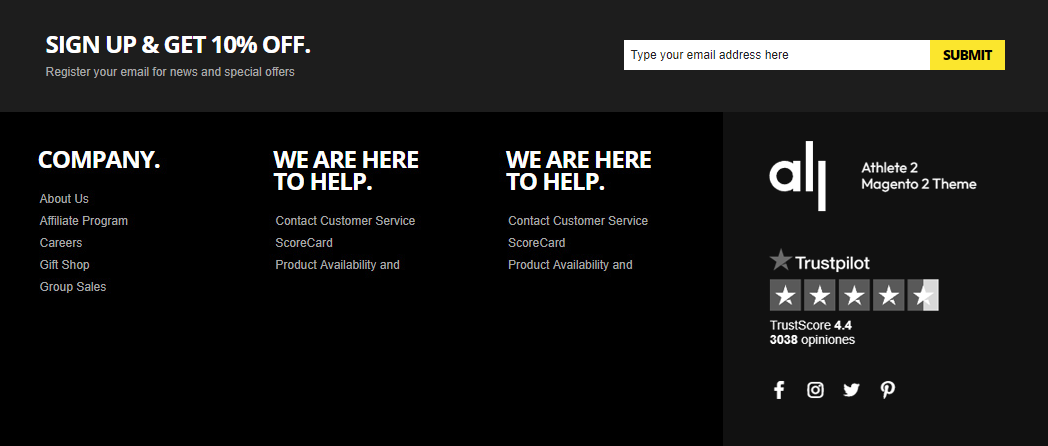 SIGN UP & GET 10% OFF.
Register your email for news and special offers
Type your email address here
SUBMIT
COMPANY.
About Us
Affiliate Program
Careers
Gift Shop
Group Sales
WE ARE HERE
TO HELP.
Contact Customer Service
ScoreCard
Product Availability and
WE ARE HERE
TO HELP.
Contact Customer Service
ScoreCard
Product Availability and
Athlete 2
Magento 2 Theme
Trustpilot
TrustScore 4.4
3038 opiniones